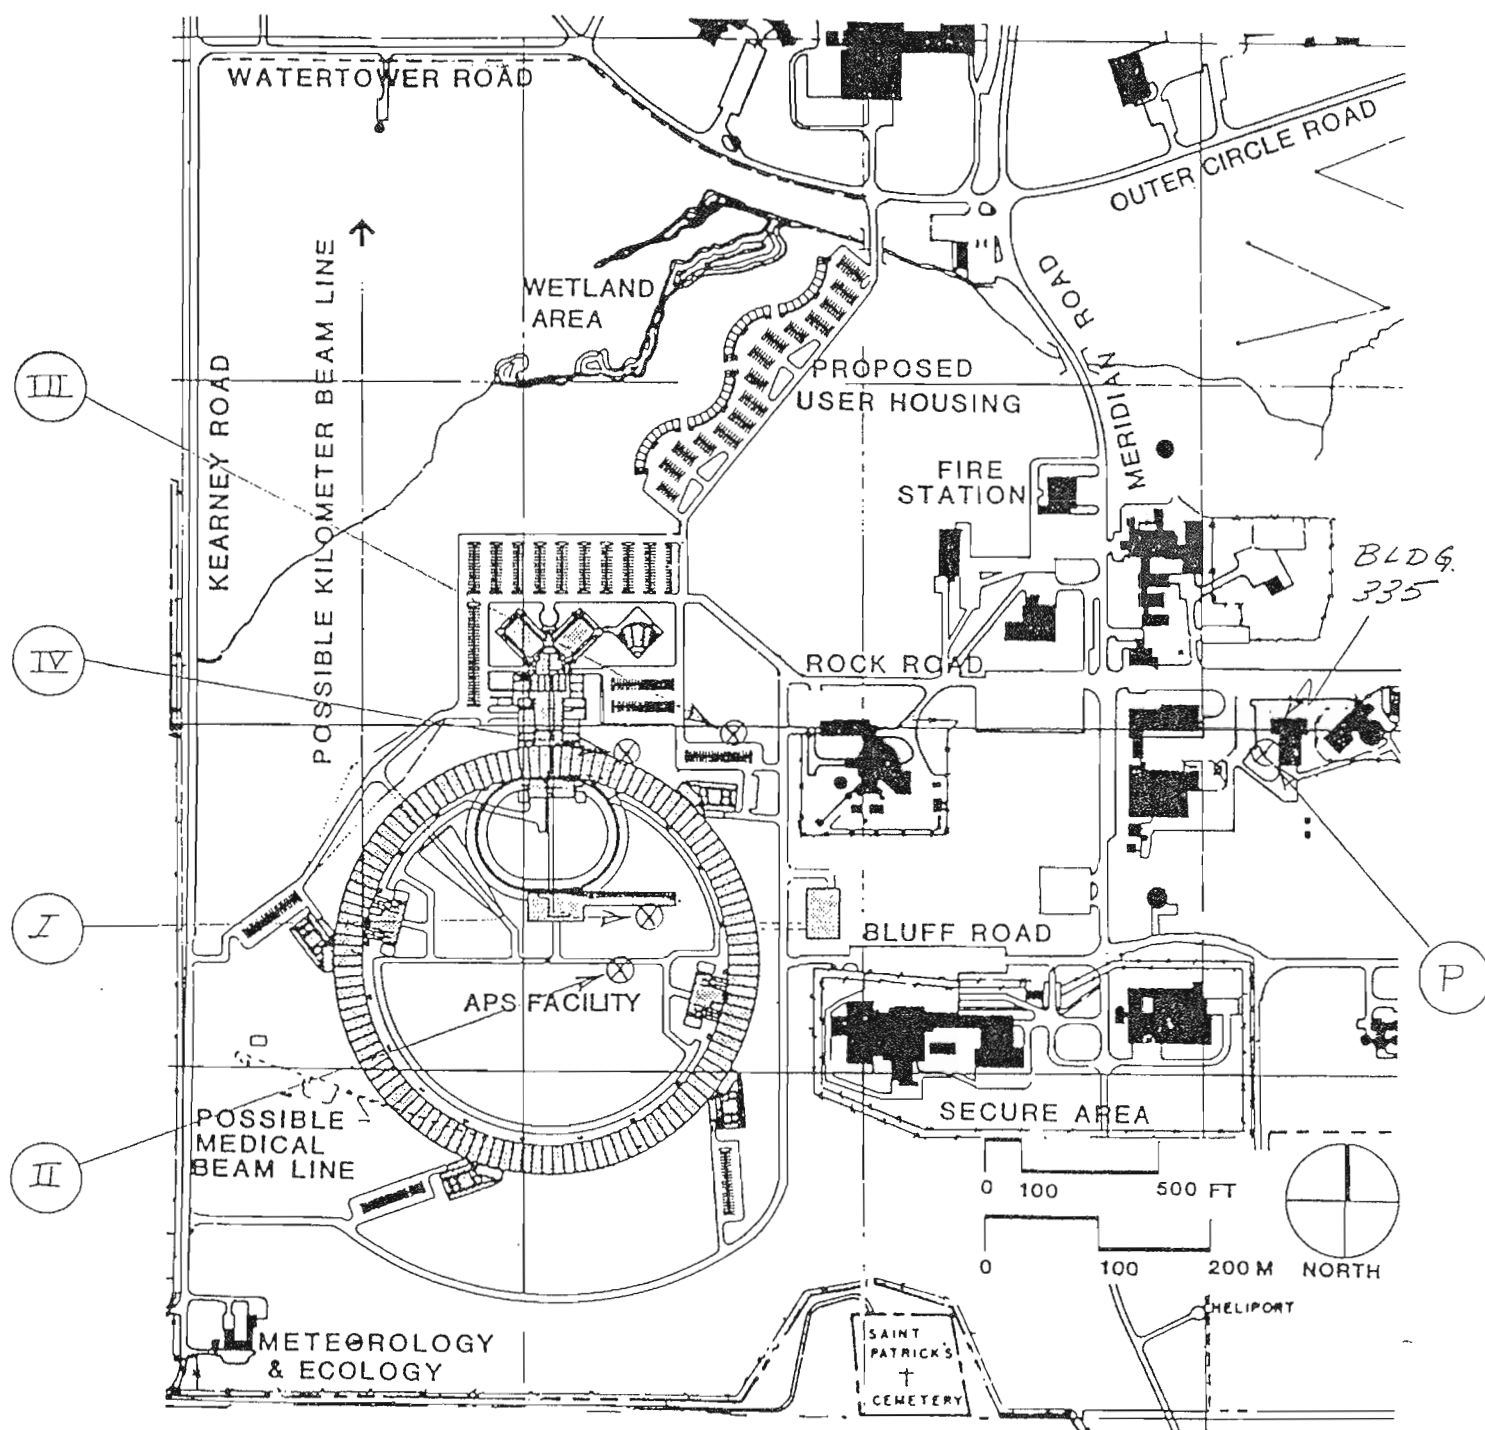 WATERTOWER ROAD
OUTER CIRCLE ROAD
POSSIBLE KILOMETER BEAM LINE
WETLAND
AREA
MERIDIAN ROAD
III
KEARNEY ROAD
PROPOSED
USER HOUSING
FIRE
STATION
BLDG.
335
IV
ROCK ROAD
I
BLUFF ROAD
P
APS FACILITY
II
POSSIBLE
MEDICAL
BEAM LINE
SECURE AREA
0 100 500 FT
0 100 200 M
NORTH
HELIPORT
METEOROLOGY
& ECOLOGY
SAINT
PATRICK'S
CEMETERY